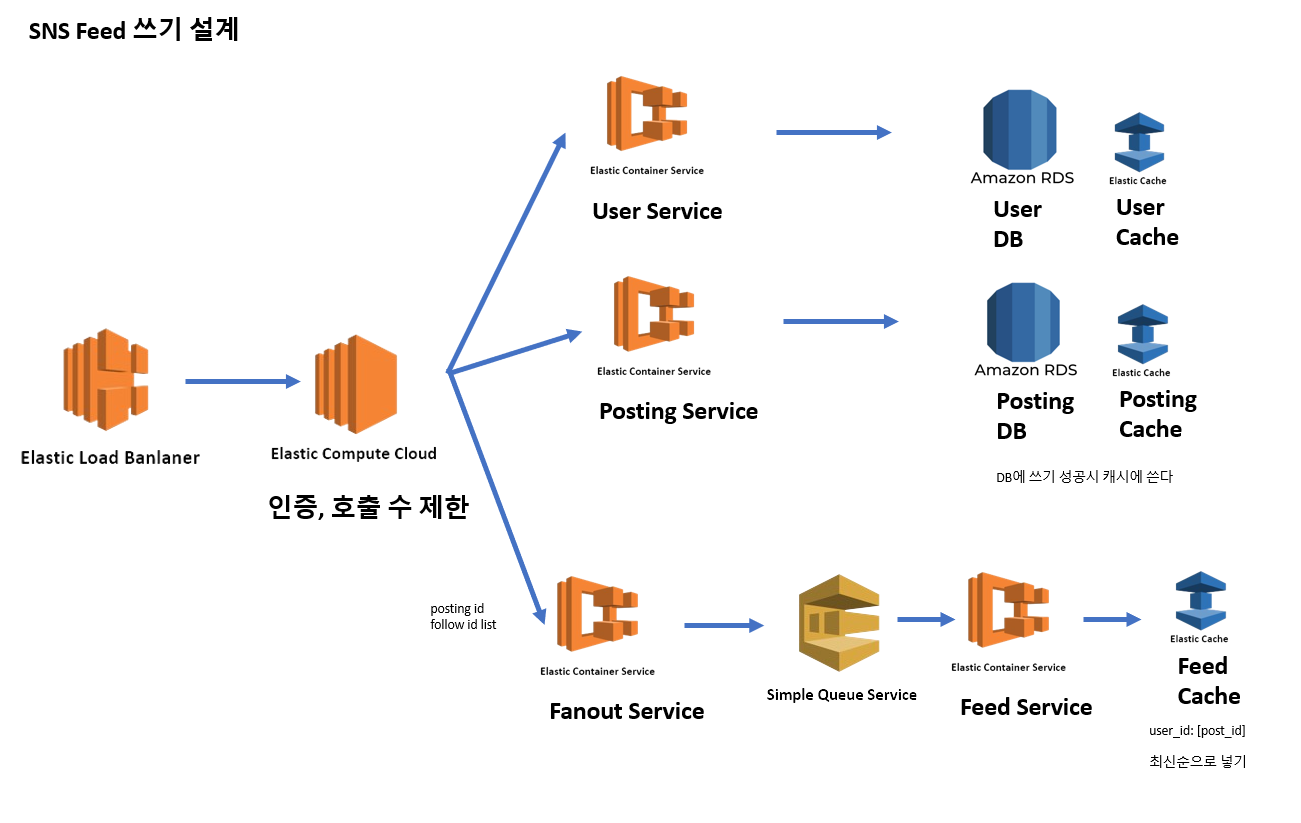 SNS Feed 쓰기 설계
Elastic Container Service
User Service
Amazon RDS
User
DB
Elastic Cache
User
Cache
Elastic Container Service
Posting Service
Amazon RDS
Posting
DB
Elastic Cache
Posting
Cache
DB에 쓰기 성공시 캐시에 쓴다
Elastic Load Banlaner
Elastic Compute Cloud
인증, 호출 수 제한
posting id
follow id list
Elastic Container Service
Fanout Service
Simple Queue Service
Elastic Container Service
Feed Service
Elastic Cache
Feed
Cache
user_id: [post_id]
최신순으로 넣기